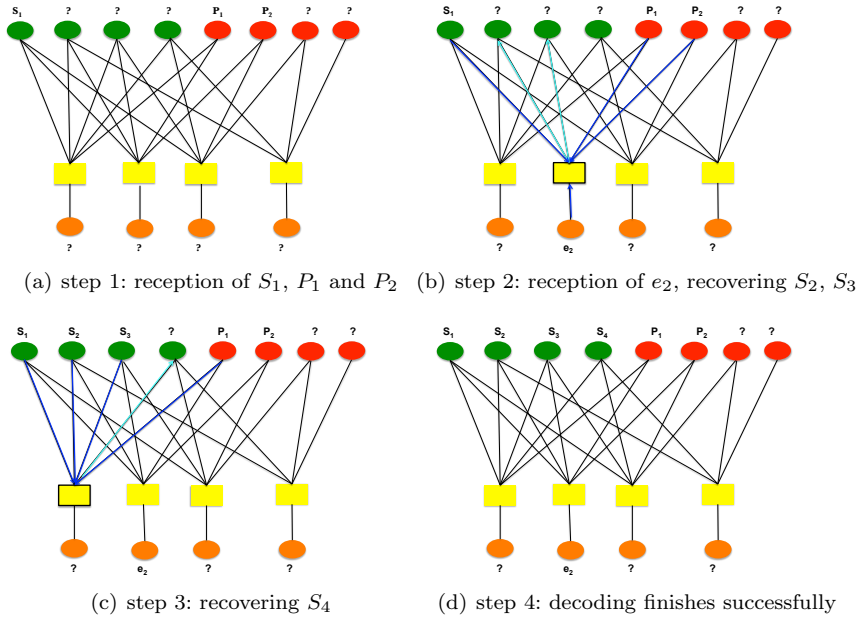 S₁ ? ? ? P₁ P₂ ? ?
? ? ? ?
(a) step 1: reception of S₁, P₁ and P₂
S₁ ? ? ? P₁ P₂ ? ?
? e₂ ? ?
(b) step 2: reception of e₂, recovering S₂, S₃
S₁ S₂ S₃ ? P₁ P₂ ? ?
? e₂ ? ?
(c) step 3: recovering S₄
S₁ S₂ S₃ S₄ P₁ P₂ ? ?
? e₂ ? ?
(d) step 4: decoding finishes successfully